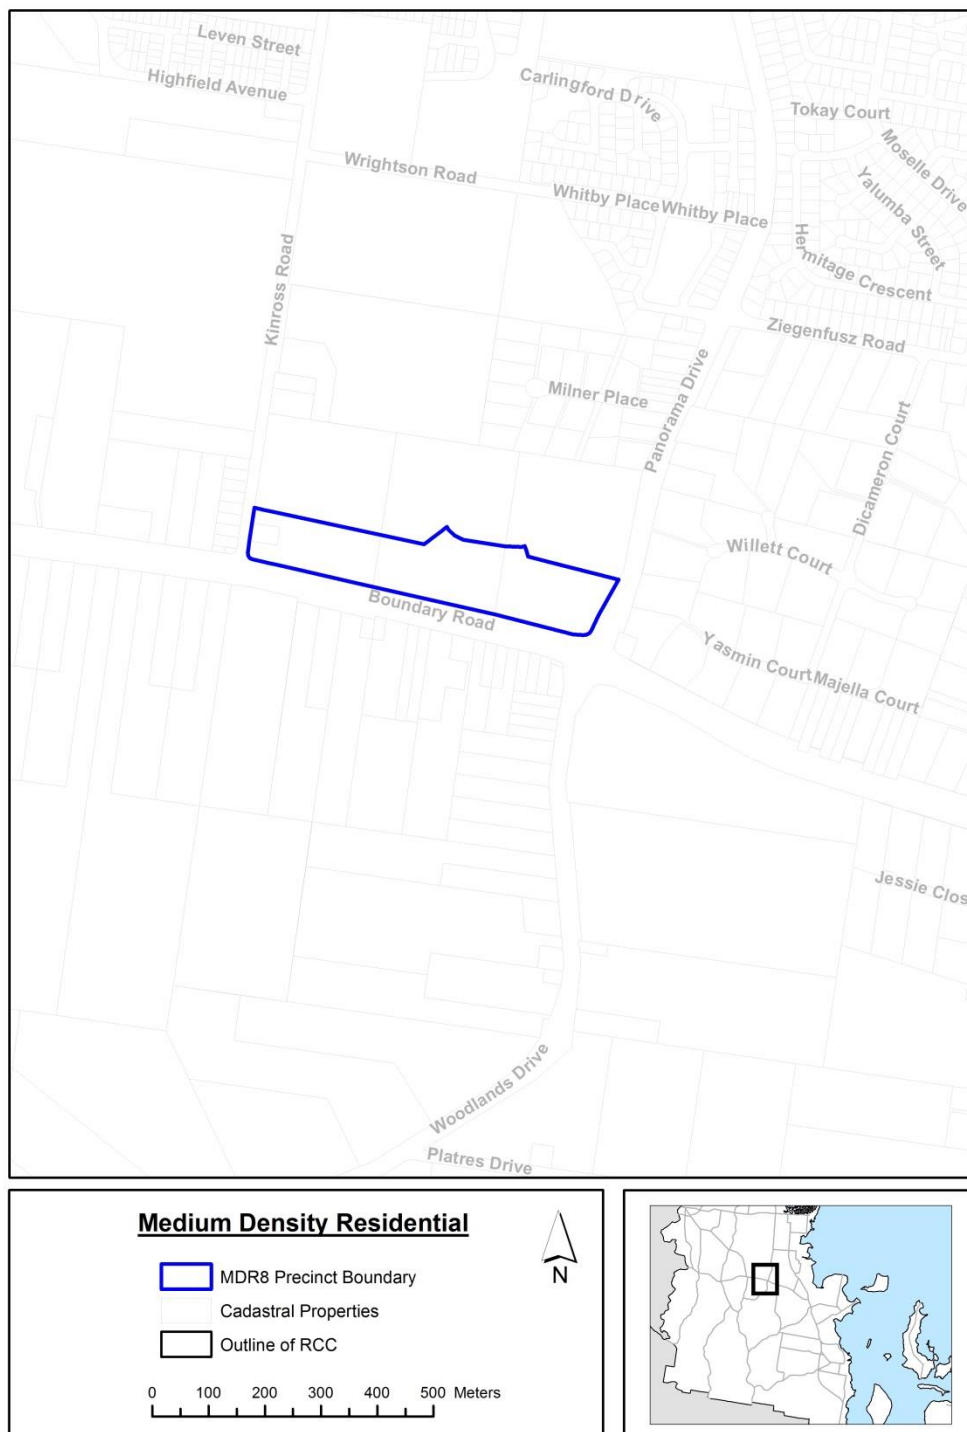 Leven Street
Highfield Avenue
Carlingford Drive
Tokay Court
Moselle Drive
Wrightson Road
Yalumba Street
Whitby Place
Whitby Place
Kinross Road
Hermitage Crescent
Ziegenfusz Road
Panorama Drive
Milner Place
Dicameron Court
Willett Court
Boundary Road
Yasmin Court
Majella Court
Jessie Clos
Woodlands Drive
Platres Drive
Medium Density Residential
MDR8 Precinct Boundary
Cadastral Properties
Outline of RCC
N
0 100 200 300 400 500 Meters